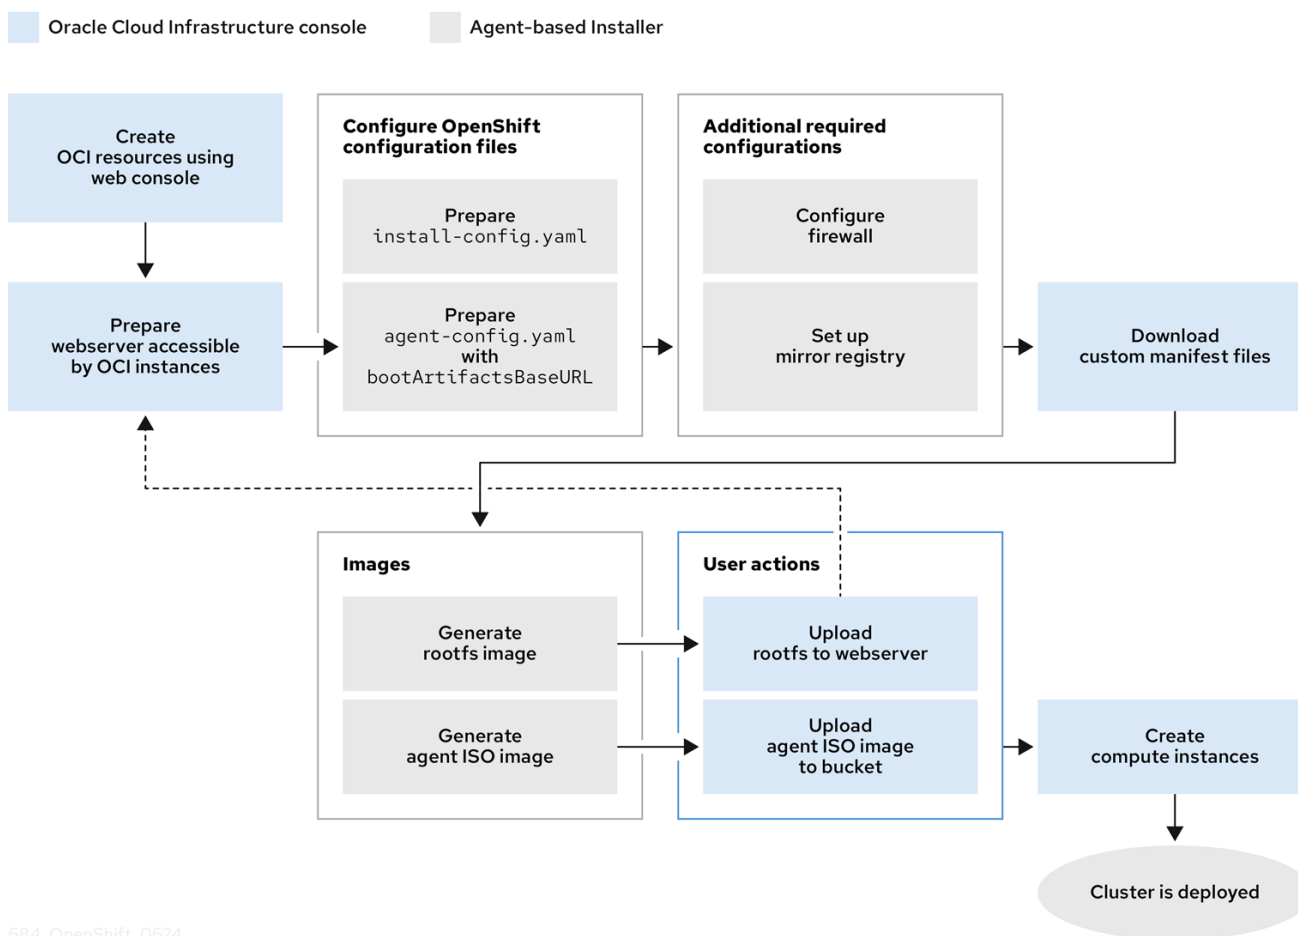 Oracle Cloud Infrastructure console
Agent-based Installer
Create
OCI resources using
web console
Prepare
webserver accessible
by OCI instances
Configure OpenShift
configuration files
Prepare
install-config.yaml
Prepare
agent-config.yaml
with
bootArtifactsBaseURL
Additional required
configurations
Configure
firewall
Set up
mirror registry
Download
custom manifest files
Images
Generate
rootfs image
Generate
agent ISO image
User actions
Upload
rootfs to webserver
Upload
agent ISO image
to bucket
Create
compute instances
Cluster is deployed
684_OpenShift_0624